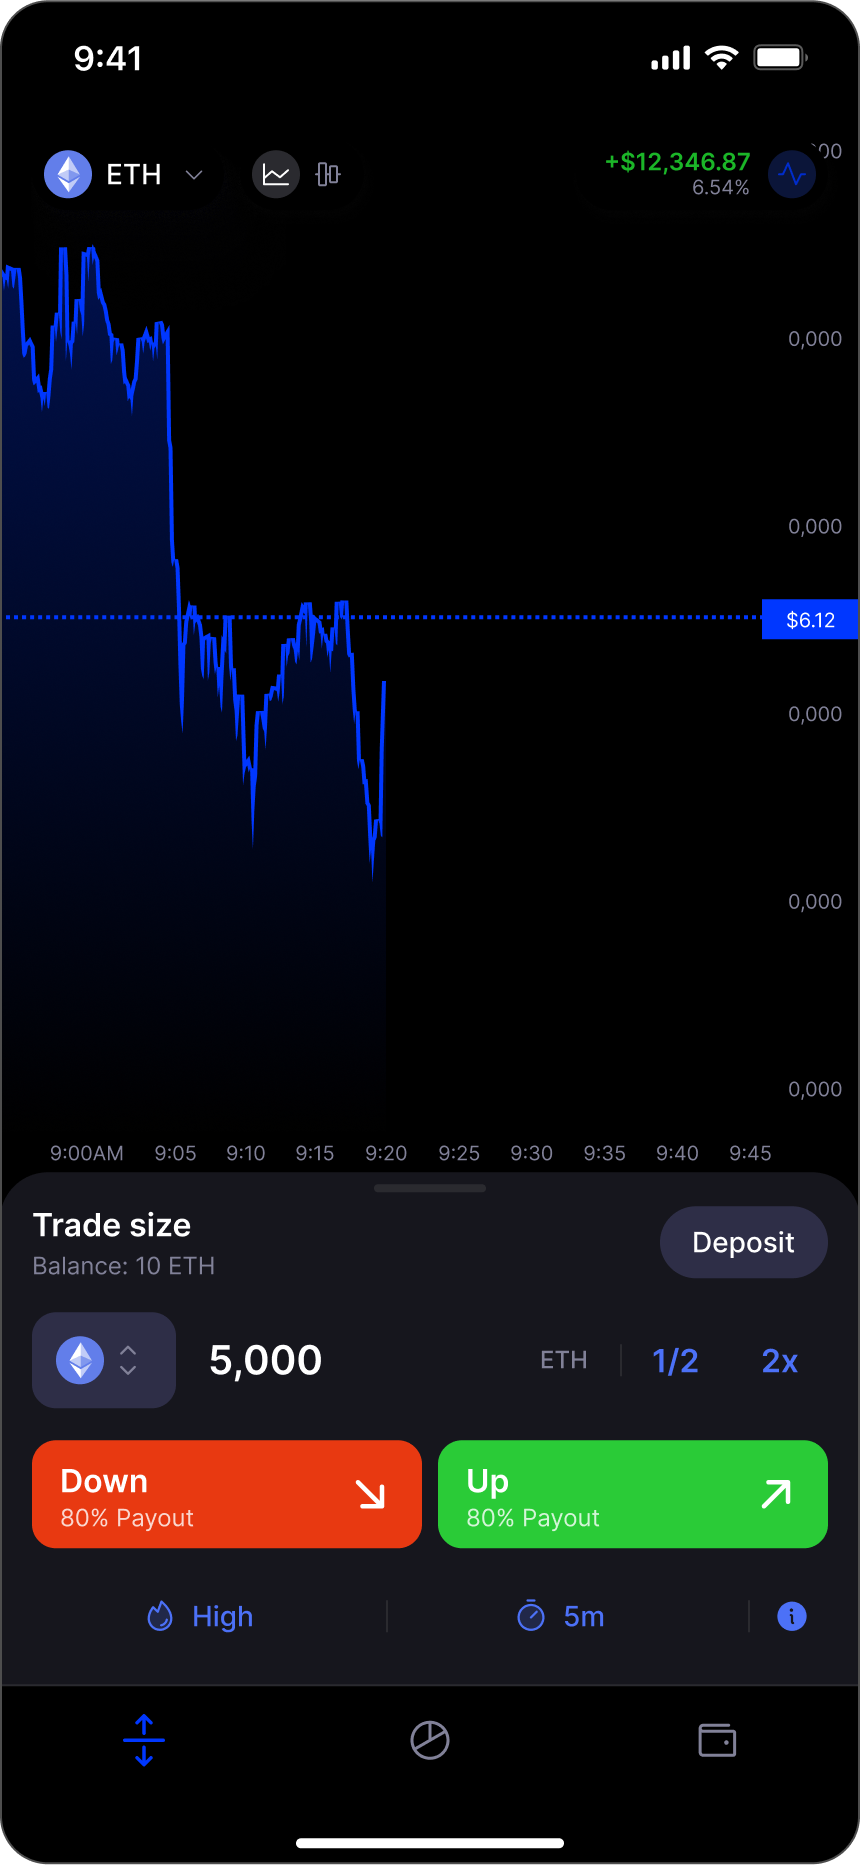 9:41
ETH
+$12,346.87
6.54%
00
0,000
0,000
$6.12
0,000
0,000
0,000
9:00AM 9:05 9:10 9:15 9:20 9:25 9:30 9:35 9:40 9:45
Trade size
Balance: 10 ETH
Deposit
5,000
ETH
1/2
2x
Down
80% Payout
Up
80% Payout
High
5m